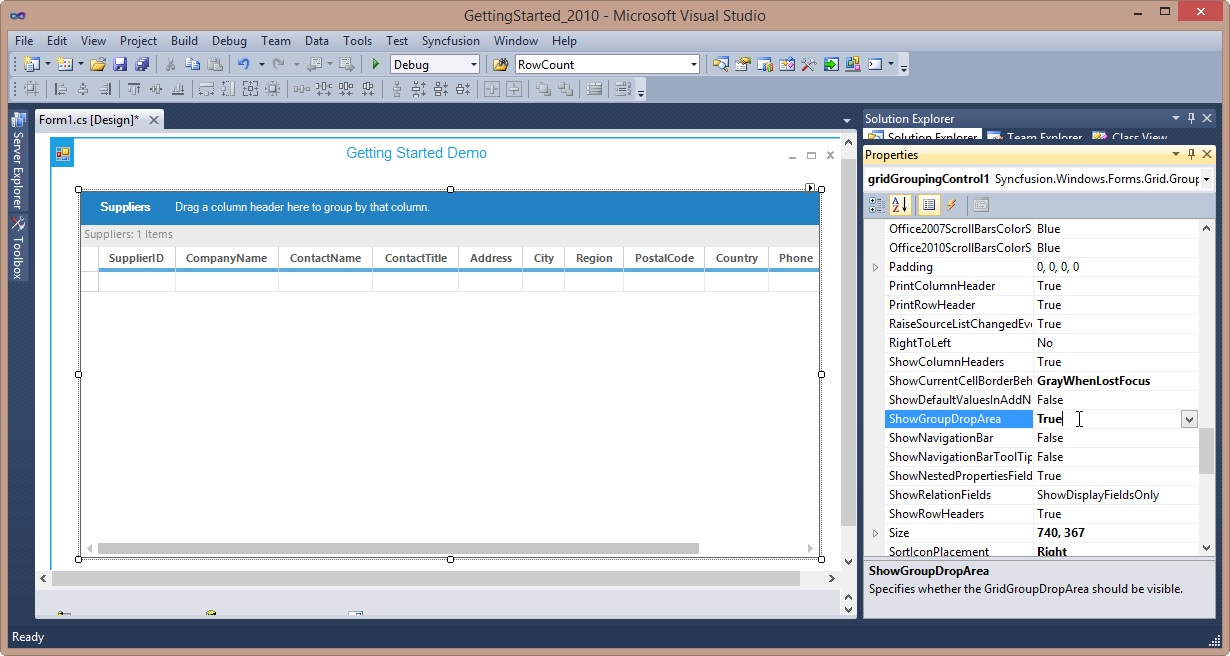 GettingStarted_2010 - Microsoft Visual Studio
File Edit View Project Build Debug Team Data Tools Test Syncfusion Window Help
Debug RowCount
Form1.cs [Design]*
Server Explorer
Toolbox
Getting Started Demo
Suppliers Drag a column header here to group by that column.
Suppliers: 1 Items
SupplierID CompanyName ContactName ContactTitle Address City Region PostalCode Country Phone
Solution Explorer
Solution Explorer Team Explorer Class View
Properties
gridGroupingControl1 Syncfusion.Windows.Forms.Grid.Group
Office2007ScrollBarsColorS Blue
Office2010ScrollBarsColorS Blue
Padding 0, 0, 0, 0
PrintColumnHeader True
PrintRowHeader True
RaiseSourceListChangedEve True
RightToLeft No
ShowColumnHeaders True
ShowCurrentCellBorderBeh GrayWhenLostFocus
ShowDefaultValuesInAddN False
ShowGroupDropArea True
ShowNavigationBar False
ShowNavigationBarToolTip False
ShowNestedPropertiesField True
ShowRelationFields ShowDisplayFieldsOnly
ShowRowHeaders True
Size 740, 367
SortIconPlacement Right
ShowGroupDropArea
Specifies whether the GridGroupDropArea should be visible.
Ready